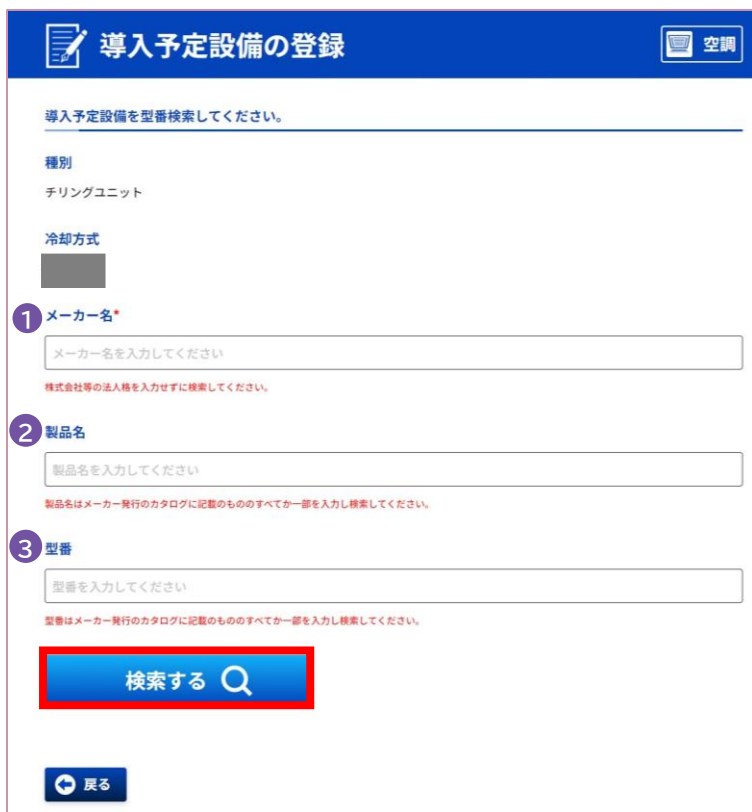 導入予定設備の登録
空調
導入予定設備を型番検索してください。
種別
チリングユニット
冷却方式
1 メーカー名*
メーカー名を入力してください
株式会社等の法人格を入力せずに検索してください。
2 製品名
製品名を入力してください
製品名はメーカー発行のカタログに記載のもののすべてか一部を入力し検索してください。
3 型番
型番を入力してください
型番はメーカー発行のカタログに記載のもののすべてか一部を入力し検索してください。
検索する
戻る